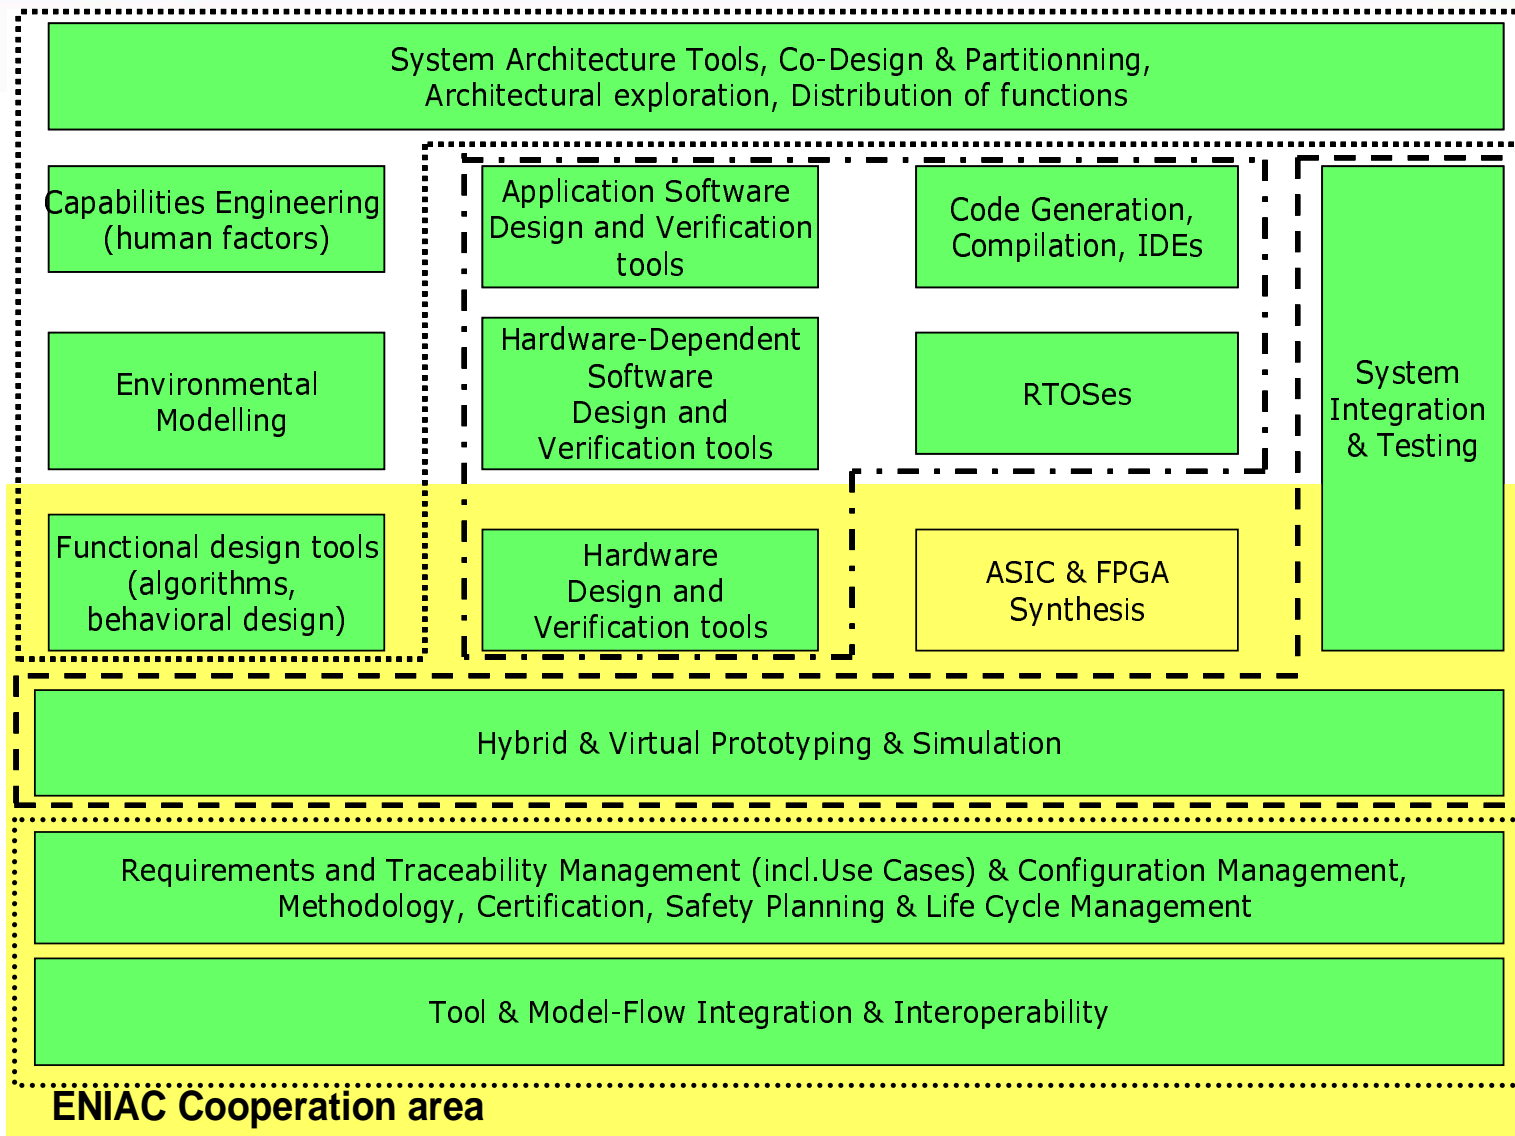 System Architecture Tools, Co-Design & Partitionning,
Architectural exploration, Distribution of functions
Capabilities Engineering
(human factors)
Application Software
Design and Verification
tools
Code Generation,
Compilation, IDEs
System
Integration
& Testing
Environmental
Modelling
Hardware-Dependent
Software
Design and
Verification tools
RTOSes
Functional design tools
(algorithms,
behavioral design)
Hardware
Design and
Verification tools
ASIC & FPGA
Synthesis
Hybrid & Virtual Prototyping & Simulation
Requirements and Traceability Management (incl.Use Cases) & Configuration Management,
Methodology, Certification, Safety Planning & Life Cycle Management
Tool & Model-Flow Integration & Interoperability
ENIAC Cooperation area